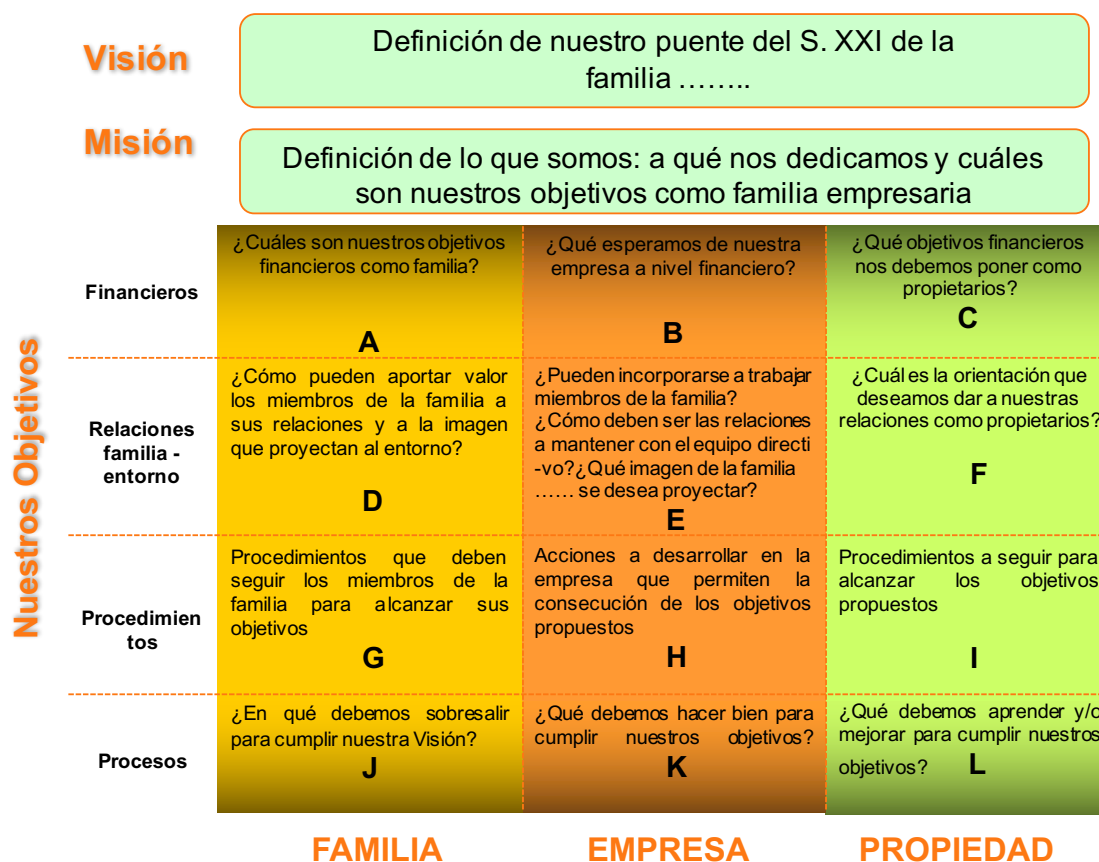 Visión
Definición de nuestro puente del S. XXI de la
familia ……..
Misión
Definición de lo que somos: a qué nos dedicamos y cuáles
son nuestros objetivos como familia empresaria
Nuestros Objetivos
Financieros
¿Cuáles son nuestros objetivos
financieros como familia?
A
¿Qué esperamos de nuestra
empresa a nivel financiero?
B
¿Qué objetivos financieros
nos debemos poner como
propietarios?
C
Relaciones
familia -
entorno
¿Cómo pueden aportar valor
los miembros de la familia a
sus relaciones y a la imagen
que proyectan al entorno?
D
¿Pueden incorporarse a trabajar
miembros de la familia?
¿Cómo deben ser las relaciones
a mantener con el equipo directi
-vo?¿Qué imagen de la familia
…… se desea proyectar?
E
¿Cuál es la orientación que
deseamos dar a nuestras
relaciones como propietarios?
F
Procedimien
tos
Procedimientos que deben
seguir los miembros de la
familia para alcanzar sus
objetivos
G
Acciones a desarrollar en la
empresa que permiten la
consecución de los objetivos
propuestos
H
Procedimientos a seguir para
alcanzar los objetivos
propuestos
I
Procesos
¿En qué debemos sobresalir
para cumplir nuestra Visión?
J
¿Qué debemos hacer bien para
cumplir nuestros objetivos?
K
¿Qué debemos aprender y/o
mejorar para cumplir nuestros
objetivos?
L
FAMILIA
EMPRESA
PROPIEDAD